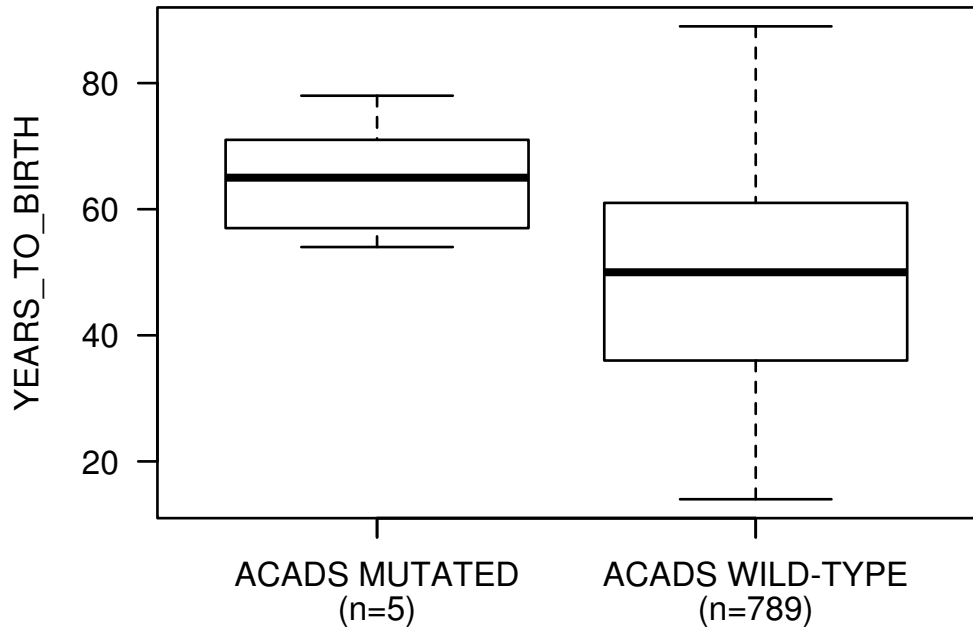 YEARS_TO_BIRTH
80
60
40
20
ACADS MUTATED
(n=5)
ACADS WILD-TYPE
(n=789)